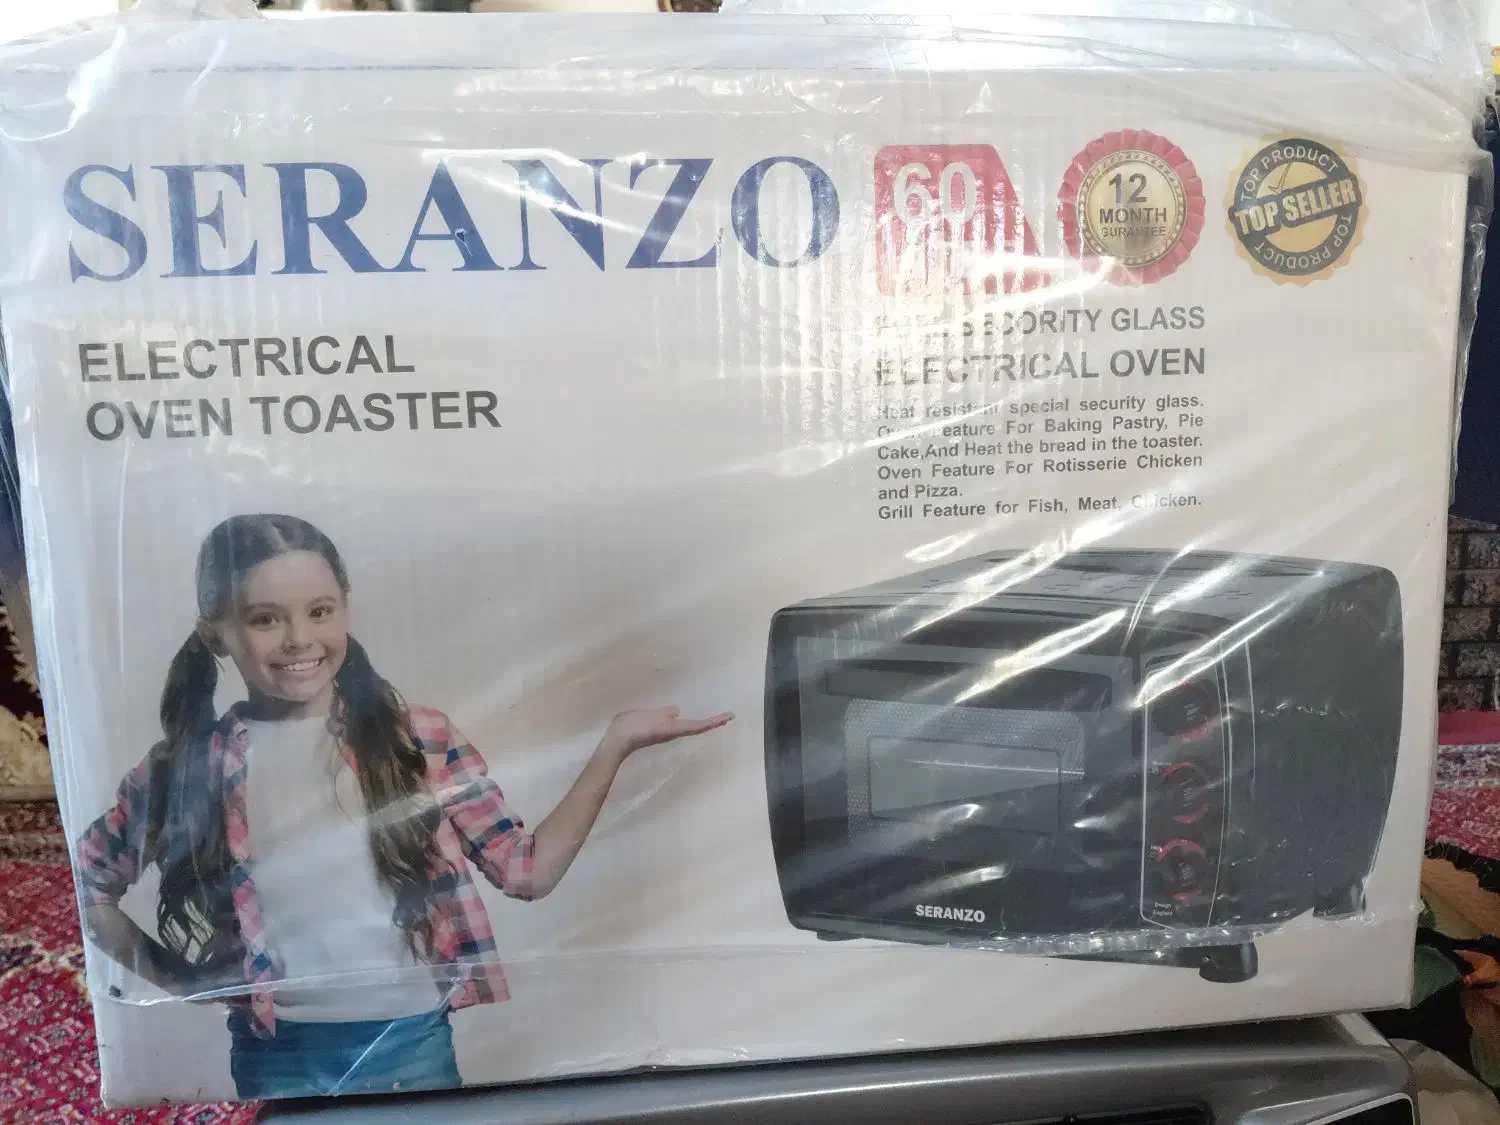 SERANZO
60
12
MONTH
GURANTEE
TOP PRODUCT
TOP SELLER
TOP PRODUCT
ELECTRICAL
OVEN TOASTER
GLASS
ELECTRICAL OVEN
Heat resistant special security glass.
For Baking Pastry, Pie
Cake,And Heat the bread in the toaster.
Oven Feature For Rotisserie Chicken
and Pizza.
Grill Feature for Fish, Meat, Chicken.
SERANZO
England